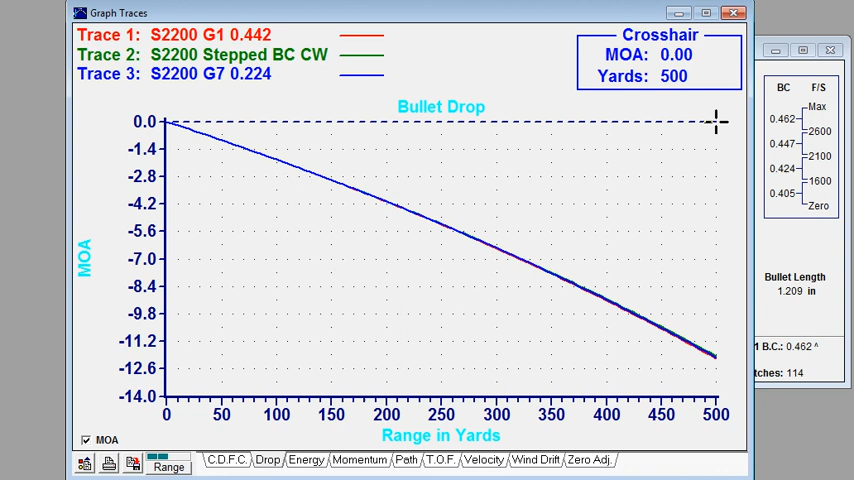 Graph Traces
Trace 1: S2200 G1 0.442
Trace 2: S2200 Stepped BC CW
Trace 3: S2200 G7 0.224
Crosshair
MOA: 0.00
Yards: 500
Bullet Drop
0.0
-1.4
-2.8
-4.2
-5.6
-7.0
-8.4
-9.8
-11.2
-12.6
-14.0
MOA
0 50 100 150 200 250 300 350 400 450 500
Range in Yards
MOA
Range
C.D.F.C. Drop Energy Momentum Path T.O.F. Velocity Wind Drift Zero Adj.
BC F/S
Max
0.462
2600
0.447
2100
0.424
1600
0.405
Zero
Bullet Length
1.209 in
1 B.C.: 0.462 ^
tches: 114